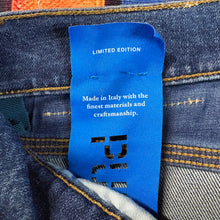 LIMITED EDITION
Made in Italy with the
finest materials and
craftsmanship.